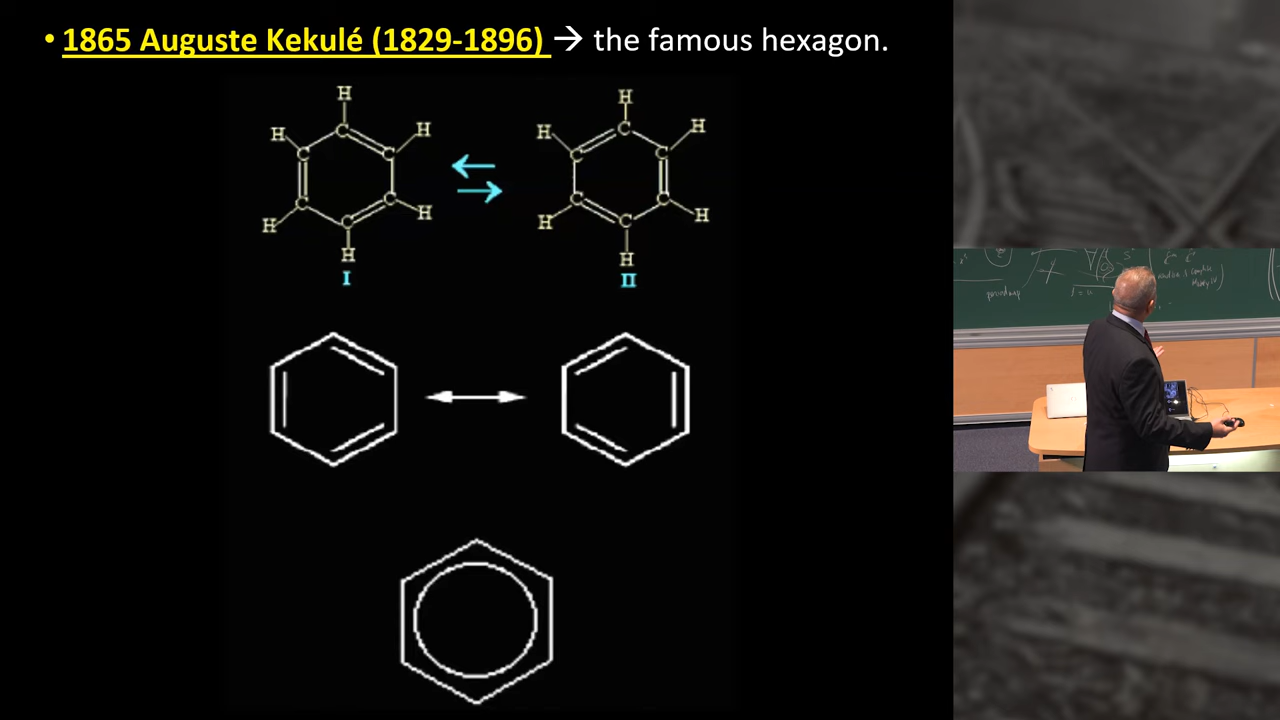 • 1865 Auguste Kekulé (1829-1896) → the famous hexagon.
H H
H H H H
C C
C C C C
C C C C
C C
H H H H
H H
I II